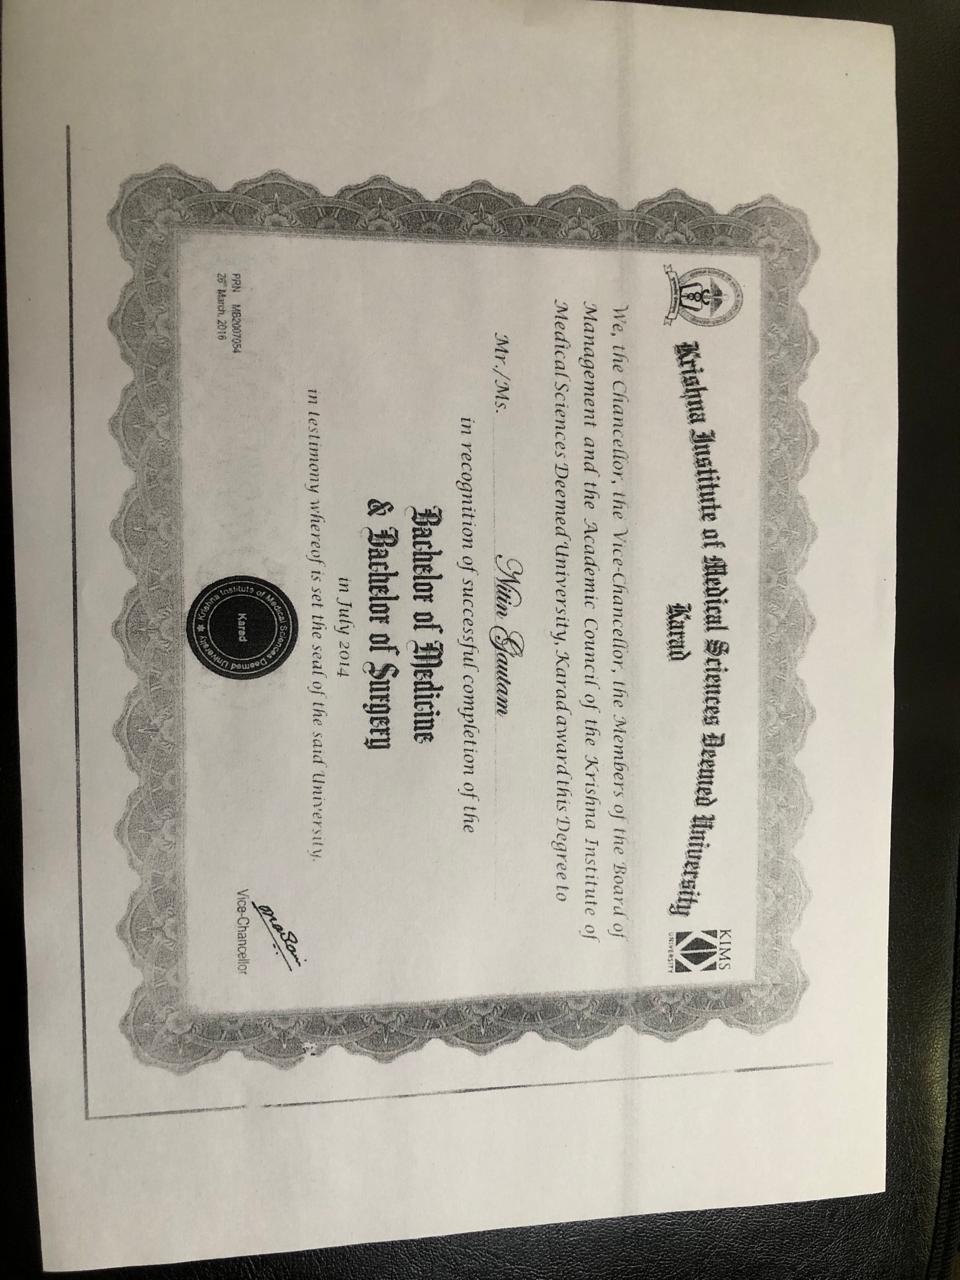 Krishna Institute of Medical Sciences Deemed University
Karad
KIMS
UNIVERSITY
We, the Chancellor, the Vice-Chancellor, the Members of the Board of
Management and the Academic Council of the Krishna Institute of
Medical Sciences Deemed University, Karad award this Degree to
Mr./Ms. Nitin Gautam
in recognition of successful completion of the
Bachelor of Medicine
& Bachelor of Surgery
in July 2014
in testimony whereof is set the seal of the said University.
Krishna Institute of Medical Sciences Deemed University
Karad
Vice-Chancellor
PRN MB2007054
26th March, 2016